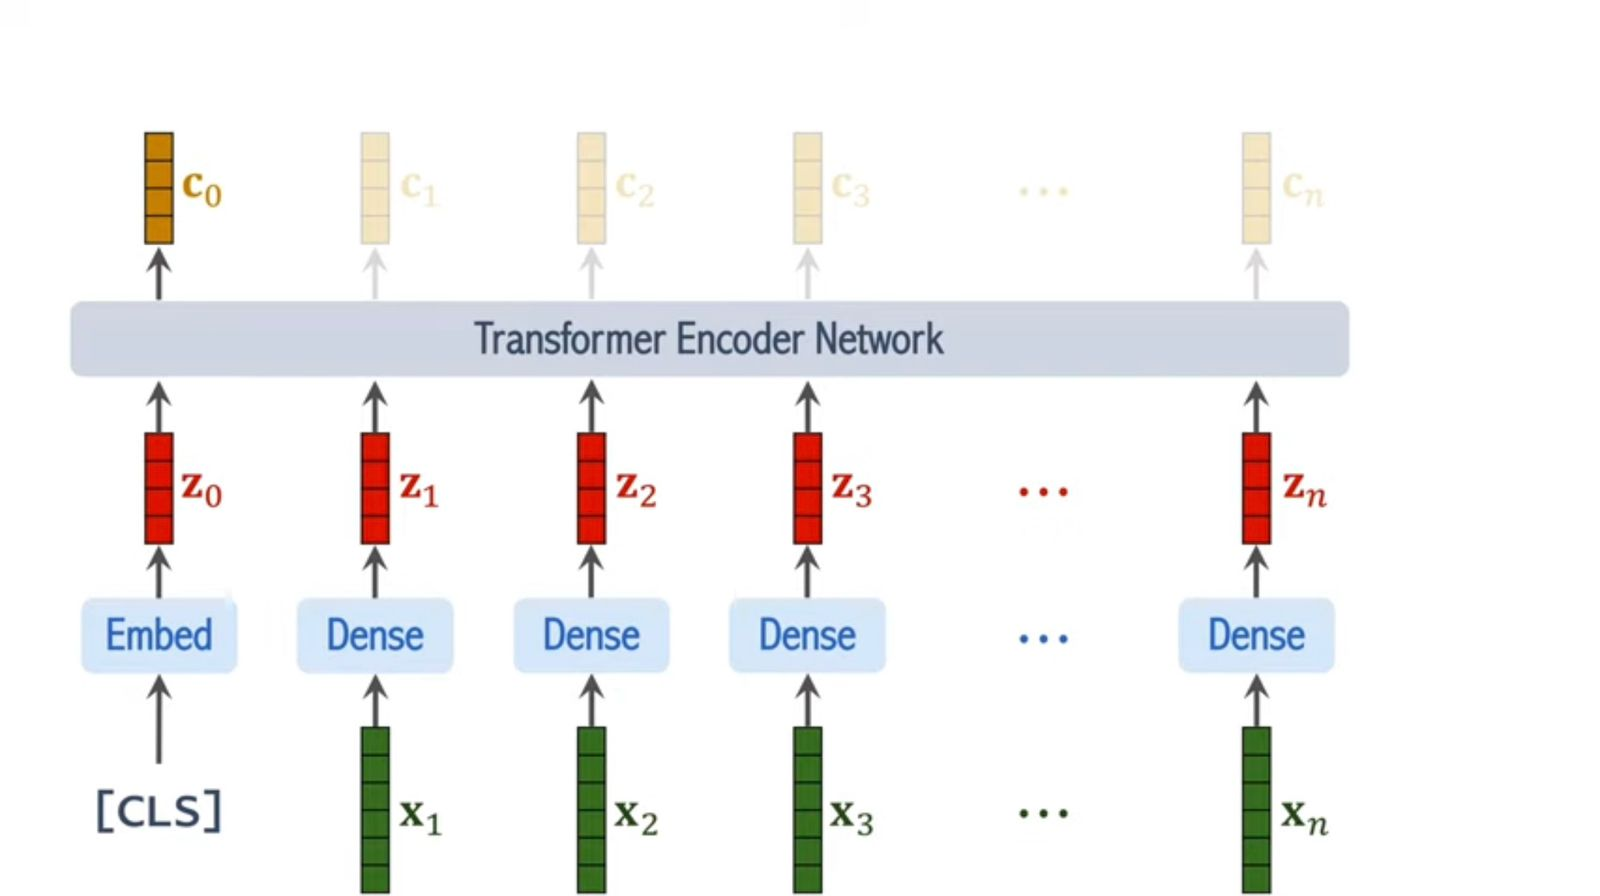 c₀ c₁ c₂ c₃ ... cₙ
Transformer Encoder Network
z₀ z₁ z₂ z₃ ... zₙ
Embed Dense Dense Dense ... Dense
[CLS] x₁ x₂ x₃ ... xₙ